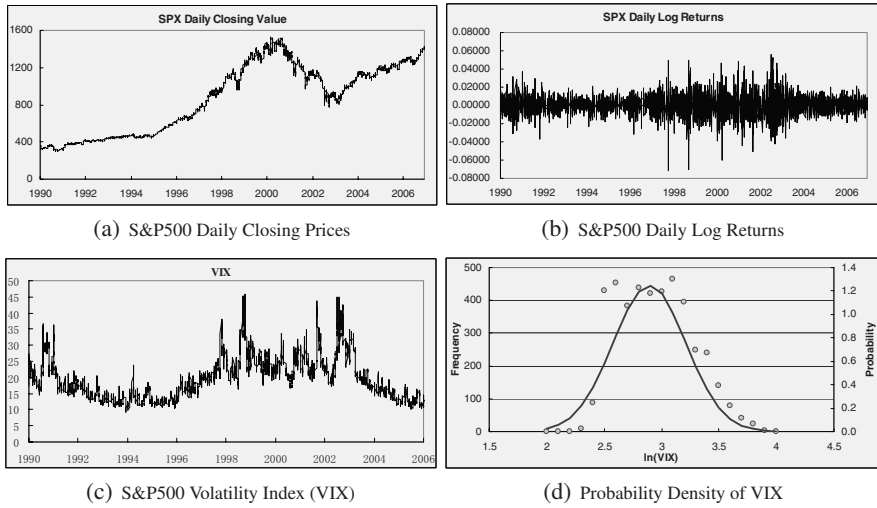 SPX Daily Closing Value
1600
1200
800
400
0
1990 1992 1994 1996 1998 2000 2002 2004 2006
(a) S&P500 Daily Closing Prices
SPX Daily Log Returns
0.08000
0.06000
0.04000
0.02000
0.00000
-0.02000
-0.04000
-0.06000
-0.08000
1990 1992 1994 1996 1998 2000 2002 2004 2006
(b) S&P500 Daily Log Returns
VIX
50
45
40
35
30
25
20
15
10
5
0
1990 1992 1994 1996 1998 2000 2002 2004 2006
(c) S&P500 Volatility Index (VIX)
Frequency
500
400
300
200
100
0
1.5 2.0 2.5 3.0 3.5 4.0 4.5
ln(VIX)
1.4
1.2
1.0
0.8
0.6
0.4
0.2
0.0
Probability
(d) Probability Density of VIX